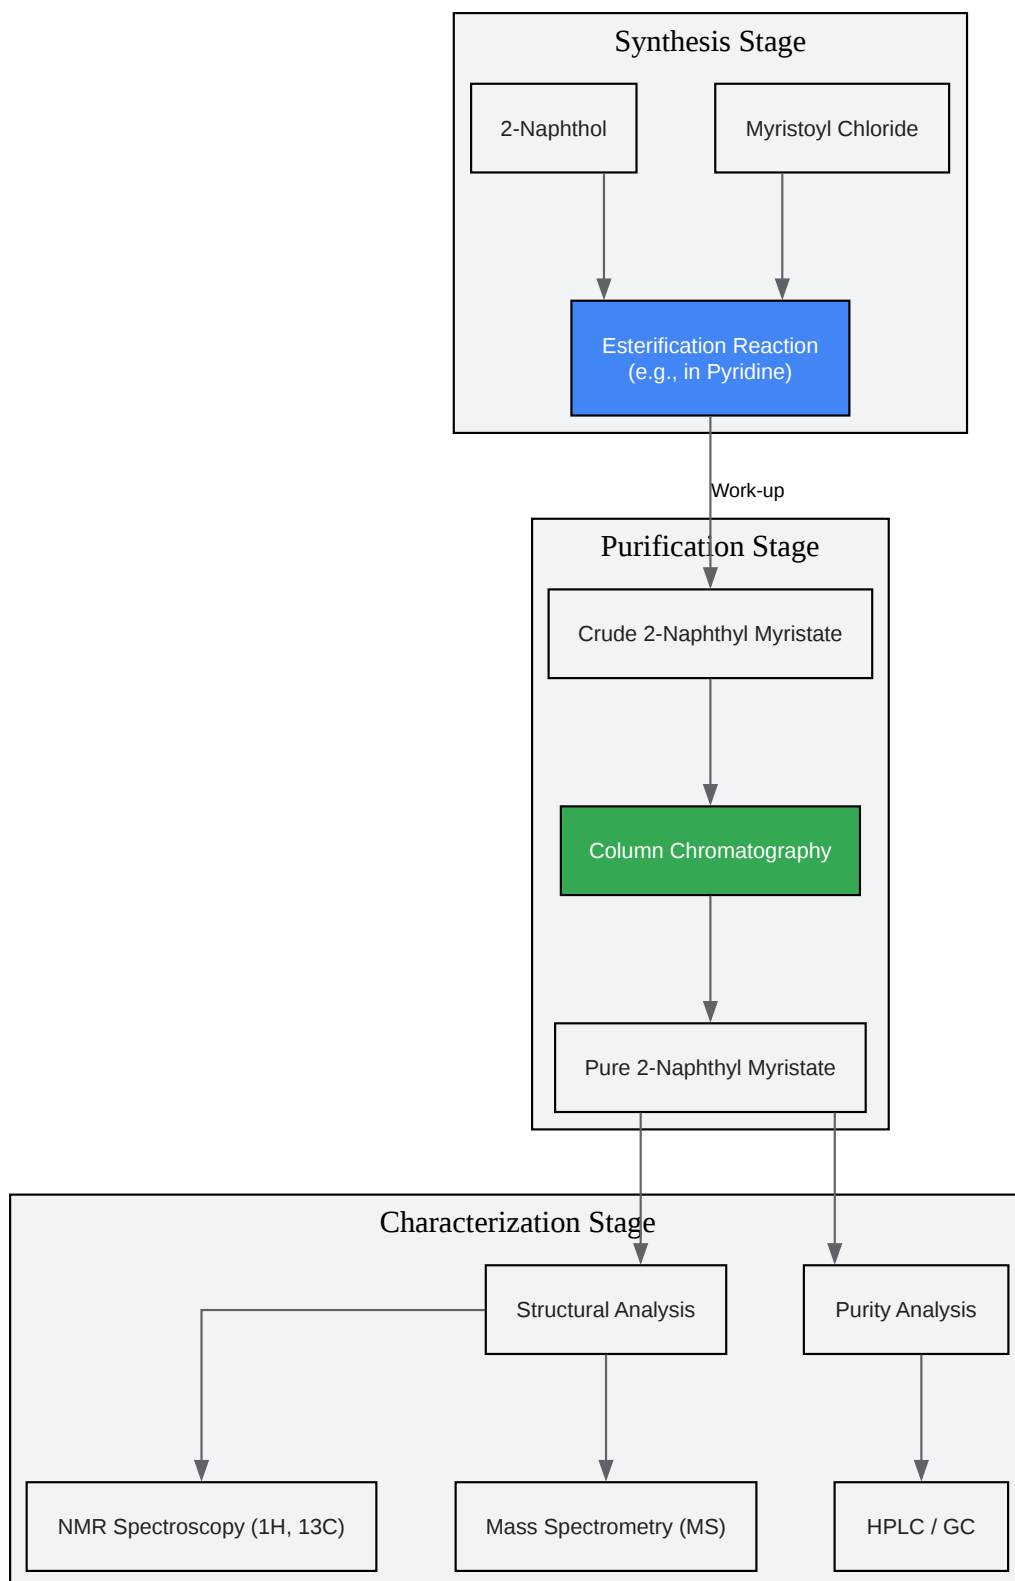 Synthesis Stage
2-Naphthol
Myristoyl Chloride
Esterification Reaction
(e.g., in Pyridine)
Work-up
Purification Stage
Crude 2-Naphthyl Myristate
Column Chromatography
Pure 2-Naphthyl Myristate
Characterization Stage
Structural Analysis
Purity Analysis
NMR Spectroscopy (1H, 13C)
Mass Spectrometry (MS)
HPLC / GC